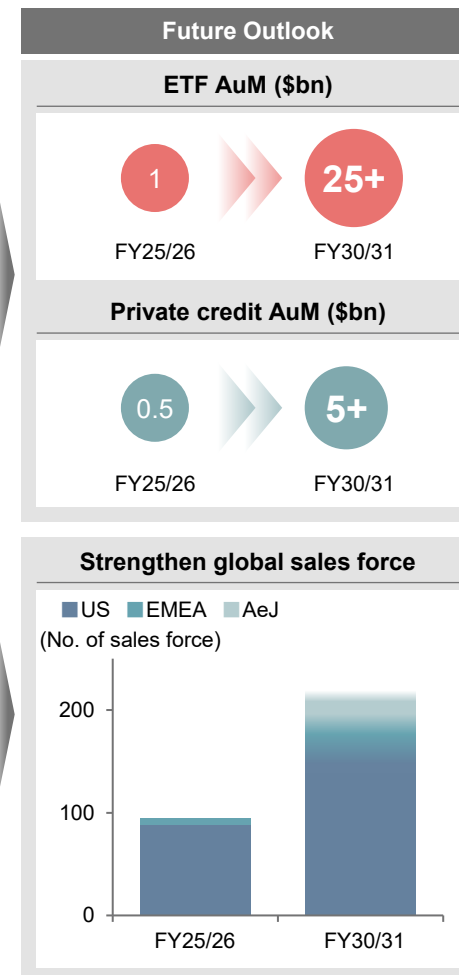 Future Outlook
ETF AuM ($bn)
1
25+
FY25/26
FY30/31
Private credit AuM ($bn)
0.5
5+
FY25/26
FY30/31
Strengthen global sales force
US EMEA AeJ
(No. of sales force)
200
100
0
FY25/26
FY30/31